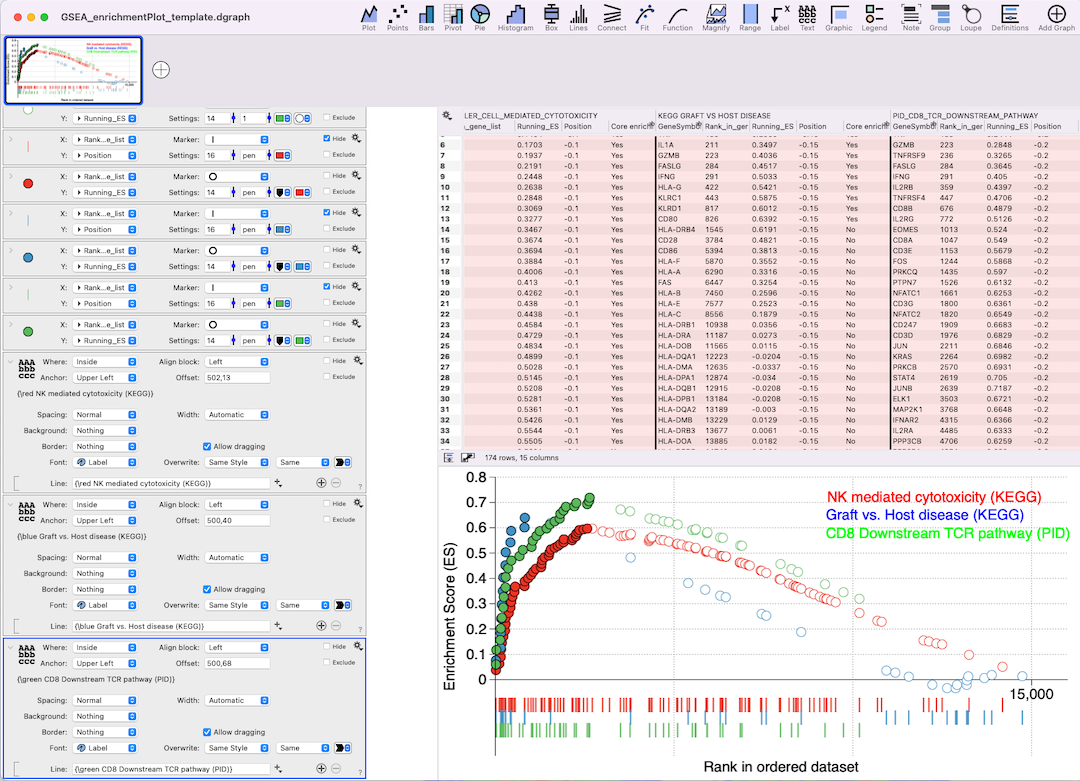 GSEA_enrichmentPlot_template.dgraph
Plot Points Bars Pivot Pie Histogram Box Lines Connect Fit Function Magnify Range Label Text Graphic Legend Note Group Loupe Definitions Add Graph
Y: Running_ES Settings: 14 1 Exclude
X: Rank...e_list Marker: Hide
Y: Position Settings: 16 pen Exclude
X: Rank...e_list Marker: Hide
Y: Running_ES Settings: 14 pen Exclude
X: Rank...e_list Marker: Hide
Y: Position Settings: 16 pen Exclude
X: Rank...e_list Marker: Hide
Y: Running_ES Settings: 14 pen Exclude
X: Rank...e_list Marker: Hide
Y: Position Settings: 16 pen Exclude
X: Rank...e_list Marker: Hide
Y: Running_ES Settings: 14 pen Exclude
AAA bbb ccc
Where: Inside Align block: Left Hide
Anchor: Upper Left Offset: 502,13 Exclude
{\red NK mediated cytotoxicity (KEGG)}
Spacing: Normal Width: Automatic
Background: Nothing
Border: Nothing Allow dragging
Font: Label Overwrite: Same Style Same
Line: {\red NK mediated cytotoxicity (KEGG)} ?
AAA bbb ccc
Where: Inside Align block: Left Hide
Anchor: Upper Left Offset: 500,40 Exclude
{\blue Graft vs. Host disease (KEGG)}
Spacing: Normal Width: Automatic
Background: Nothing
Border: Nothing Allow dragging
Font: Label Overwrite: Same Style Same
Line: {\blue Graft vs. Host disease (KEGG)} ?
AAA bbb ccc
Where: Inside Align block: Left Hide
Anchor: Upper Left Offset: 500,68 Exclude
{\green CD8 Downstream TCR pathway (PID)}
Spacing: Normal Width: Automatic
Background: Nothing
Border: Nothing Allow dragging
Font: Label Overwrite: Same Style Same
Line: {\green CD8 Downstream TCR pathway (PID)} ?
LER_CELL_MEDIATED_CYTOTOXICITY KEGG GRAFT VS HOST DISEASE PID_CD8_TCR_DOWNSTREAM_PATHWAY
_gene_list Running_ES Position Core enrich GeneSymbol Rank_in_ger Running_ES Position Core enrich GeneSymbol Rank_in_ger Running_ES Position
6 0.1703 -0.1 Yes IL1A 211 0.3497 -0.15 Yes GZMB 223 0.2848 -0.2
7 0.1937 -0.1 Yes GZMB 223 0.4036 -0.15 Yes TNFRSF9 236 0.3265 -0.2
8 0.2191 -0.1 Yes FASLG 284 0.4517 -0.15 Yes FASLG 284 0.3645 -0.2
9 0.2448 -0.1 Yes IFNG 291 0.5033 -0.15 Yes IFNG 291 0.405 -0.2
10 0.2638 -0.1 Yes HLA-G 422 0.5421 -0.15 Yes IL2RB 359 0.4397 -0.2
11 0.2848 -0.1 Yes KLRC1 443 0.5875 -0.15 Yes TNFRSF4 447 0.4706 -0.2
12 0.3069 -0.1 Yes KLRD1 817 0.6012 -0.15 Yes CD8B 676 0.4879 -0.2
13 0.3277 -0.1 Yes CD80 826 0.6392 -0.15 Yes IL2RG 772 0.5126 -0.2
14 0.3467 -0.1 Yes HLA-DRB4 1545 0.6191 -0.15 No EOMES 1013 0.524 -0.2
15 0.3674 -0.1 Yes CD28 3784 0.4821 -0.15 No CD8A 1047 0.549 -0.2
16 0.3694 -0.1 Yes CD86 5394 0.3813 -0.15 No CD3E 1153 0.5679 -0.2
17 0.3884 -0.1 Yes HLA-F 5870 0.3552 -0.15 No FOS 1244 0.5868 -0.2
18 0.4006 -0.1 Yes HLA-A 6290 0.3316 -0.15 No PRKCQ 1435 0.597 -0.2
19 0.413 -0.1 Yes FAS 6447 0.3254 -0.15 No PTPN7 1526 0.6132 -0.2
20 0.4262 -0.1 Yes HLA-B 7450 0.2596 -0.15 No NFATC1 1661 0.6253 -0.2
21 0.438 -0.1 Yes HLA-E 7577 0.2523 -0.15 No CD3G 1800 0.6361 -0.2
22 0.4438 -0.1 Yes HLA-C 8556 0.1879 -0.15 No NFATC2 1820 0.6549 -0.2
23 0.4584 -0.1 Yes HLA-DRB1 10938 0.0356 -0.15 No CD247 1909 0.6683 -0.2
24 0.4729 -0.1 Yes HLA-DRA 11187 0.0273 -0.15 No CD3D 1976 0.6829 -0.2
25 0.4834 -0.1 Yes HLA-DOB 11565 0.0115 -0.15 No JUN 2211 0.6846 -0.2
26 0.4899 -0.1 Yes HLA-DQA1 12223 -0.0204 -0.15 No KRAS 2264 0.6982 -0.2
27 0.5028 -0.1 Yes HLA-DMA 12635 -0.0337 -0.15 No PRKCB 2570 0.6931 -0.2
28 0.5145 -0.1 Yes HLA-DPA1 12874 -0.034 -0.15 No STAT4 2619 0.705 -0.2
29 0.5208 -0.1 Yes HLA-DQB1 12915 -0.0208 -0.15 No JUNB 2639 0.7187 -0.2
30 0.5281 -0.1 Yes HLA-DPB1 13184 -0.0208 -0.15 No ELK1 3503 0.6721 -0.2
31 0.5361 -0.1 Yes HLA-DQA2 13189 -0.003 -0.15 No MAP2K1 3768 0.6648 -0.2
32 0.5426 -0.1 Yes HLA-DMB 13229 0.0129 -0.15 No IFNAR2 4315 0.6366 -0.2
33 0.5544 -0.1 Yes HLA-DRB3 13677 0.0061 -0.15 No IL2RA 4485 0.6333 -0.2
34 0.5505 -0.1 Yes HLA-DOA 13885 0.0182 -0.15 No PPP3CB 4706 0.6259 -0.2
174 rows, 15 columns
Enrichment Score (ES)
0.8
0.7
0.6
0.5
0.4
0.3
0.2
0.1
0
NK mediated cytotoxicity (KEGG)
Graft vs. Host disease (KEGG)
CD8 Downstream TCR pathway (PID)
15,000
Rank in ordered dataset